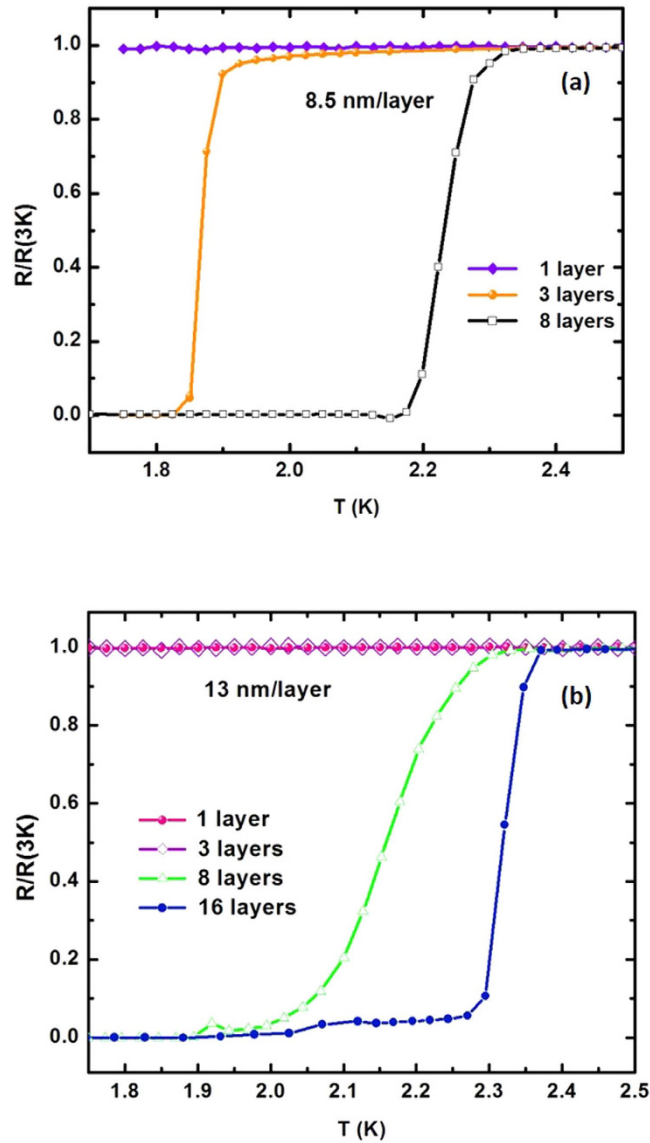 1.0
(a)
8.5 nm/layer
0.8
0.6
R/R(3K)
0.4
1 layer
3 layers
8 layers
0.2
0.0
1.8 2.0 2.2 2.4
T (K)
1.0
13 nm/layer
(b)
0.8
0.6
R/R(3K)
1 layer
3 layers
8 layers
16 layers
0.4
0.2
0.0
1.8 1.9 2.0 2.1 2.2 2.3 2.4 2.5
T (K)